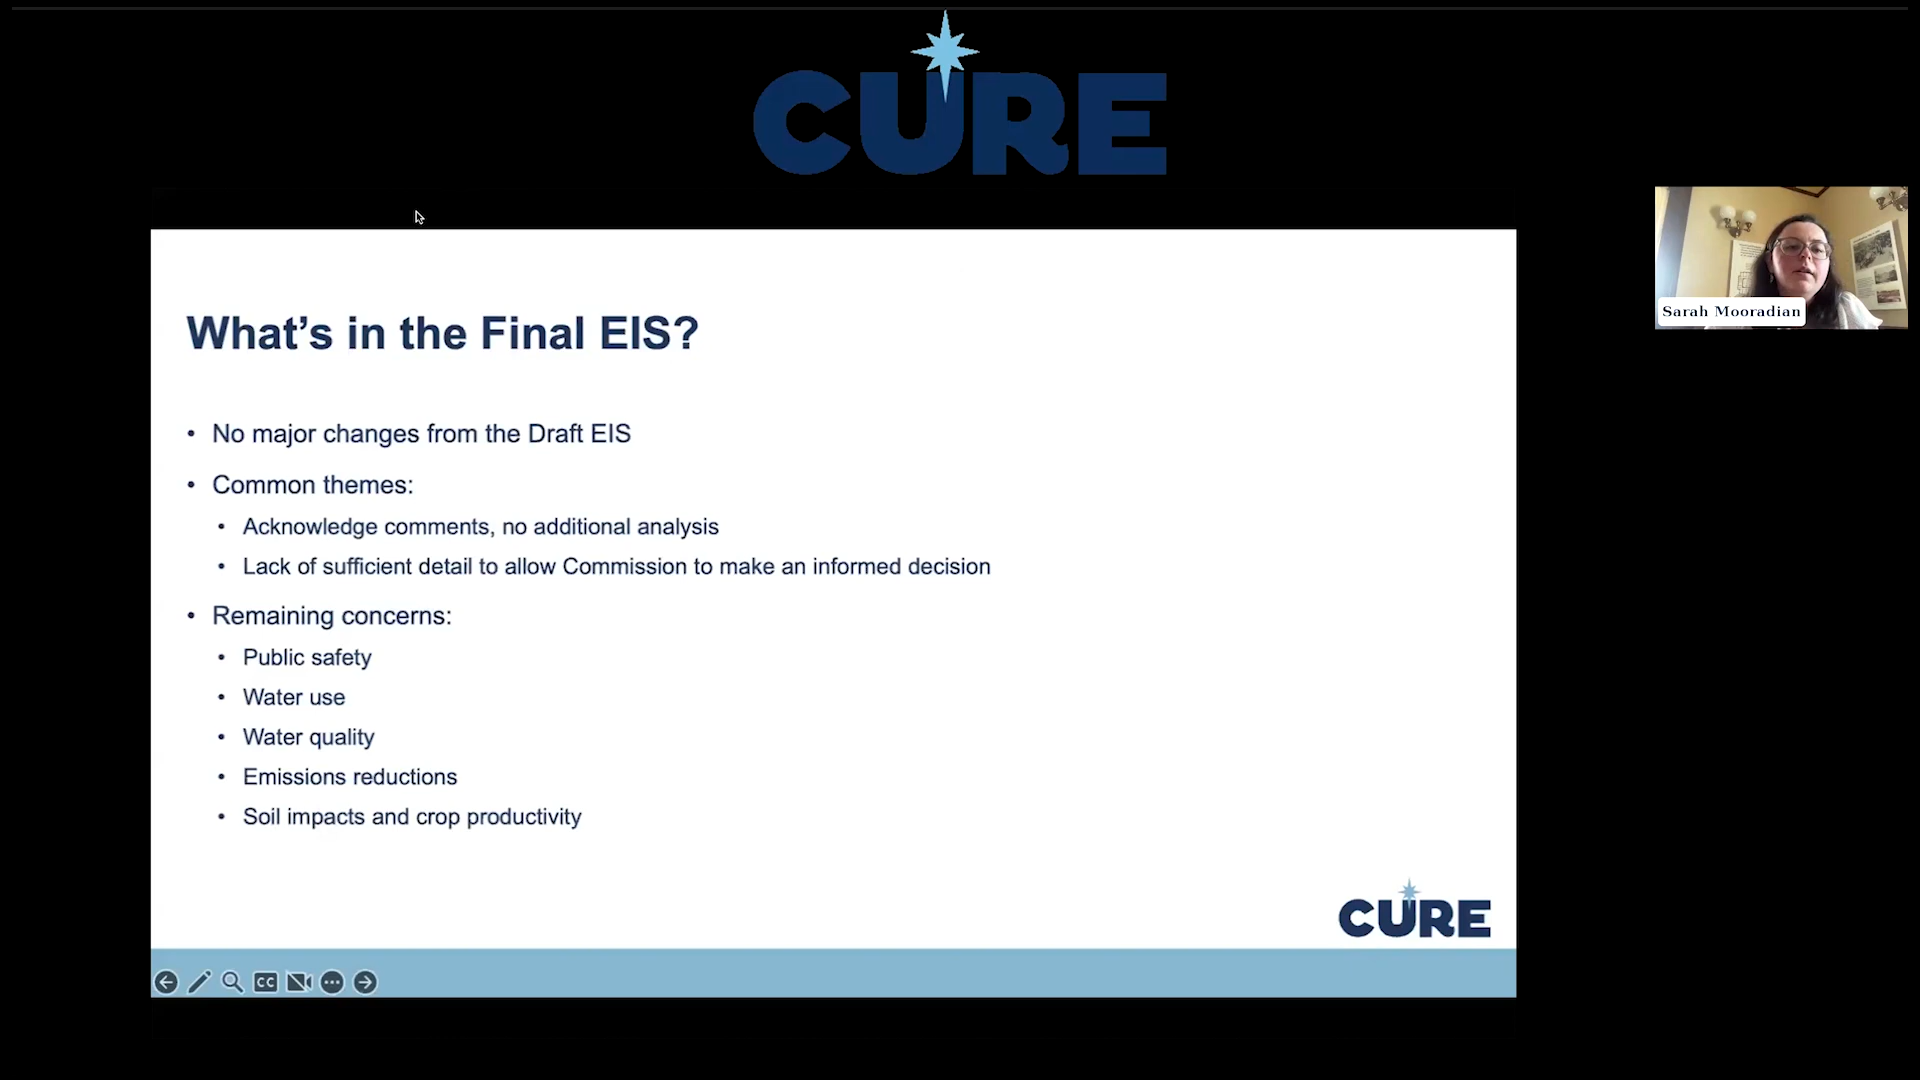 CURE
Sarah Mooradian
What’s in the Final EIS?
• No major changes from the Draft EIS
• Common themes:
• Acknowledge comments, no additional analysis
• Lack of sufficient detail to allow Commission to make an informed decision
• Remaining concerns:
• Public safety
• Water use
• Water quality
• Emissions reductions
• Soil impacts and crop productivity
CURE
CC